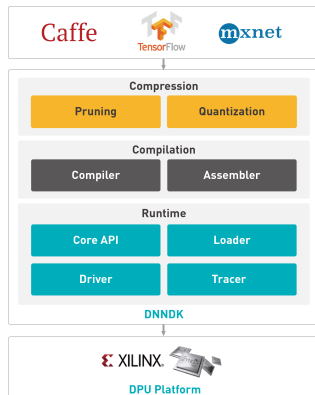 Caffe TensorFlow mxnet
Compression
Pruning Quantization
Compilation
Compiler Assembler
Runtime
Core API Loader
Driver Tracer
DNNDK
XILINX
DPU Platform